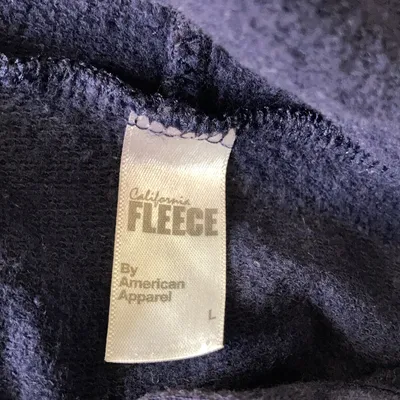 California
FLEECE
By
American
Apparel
L